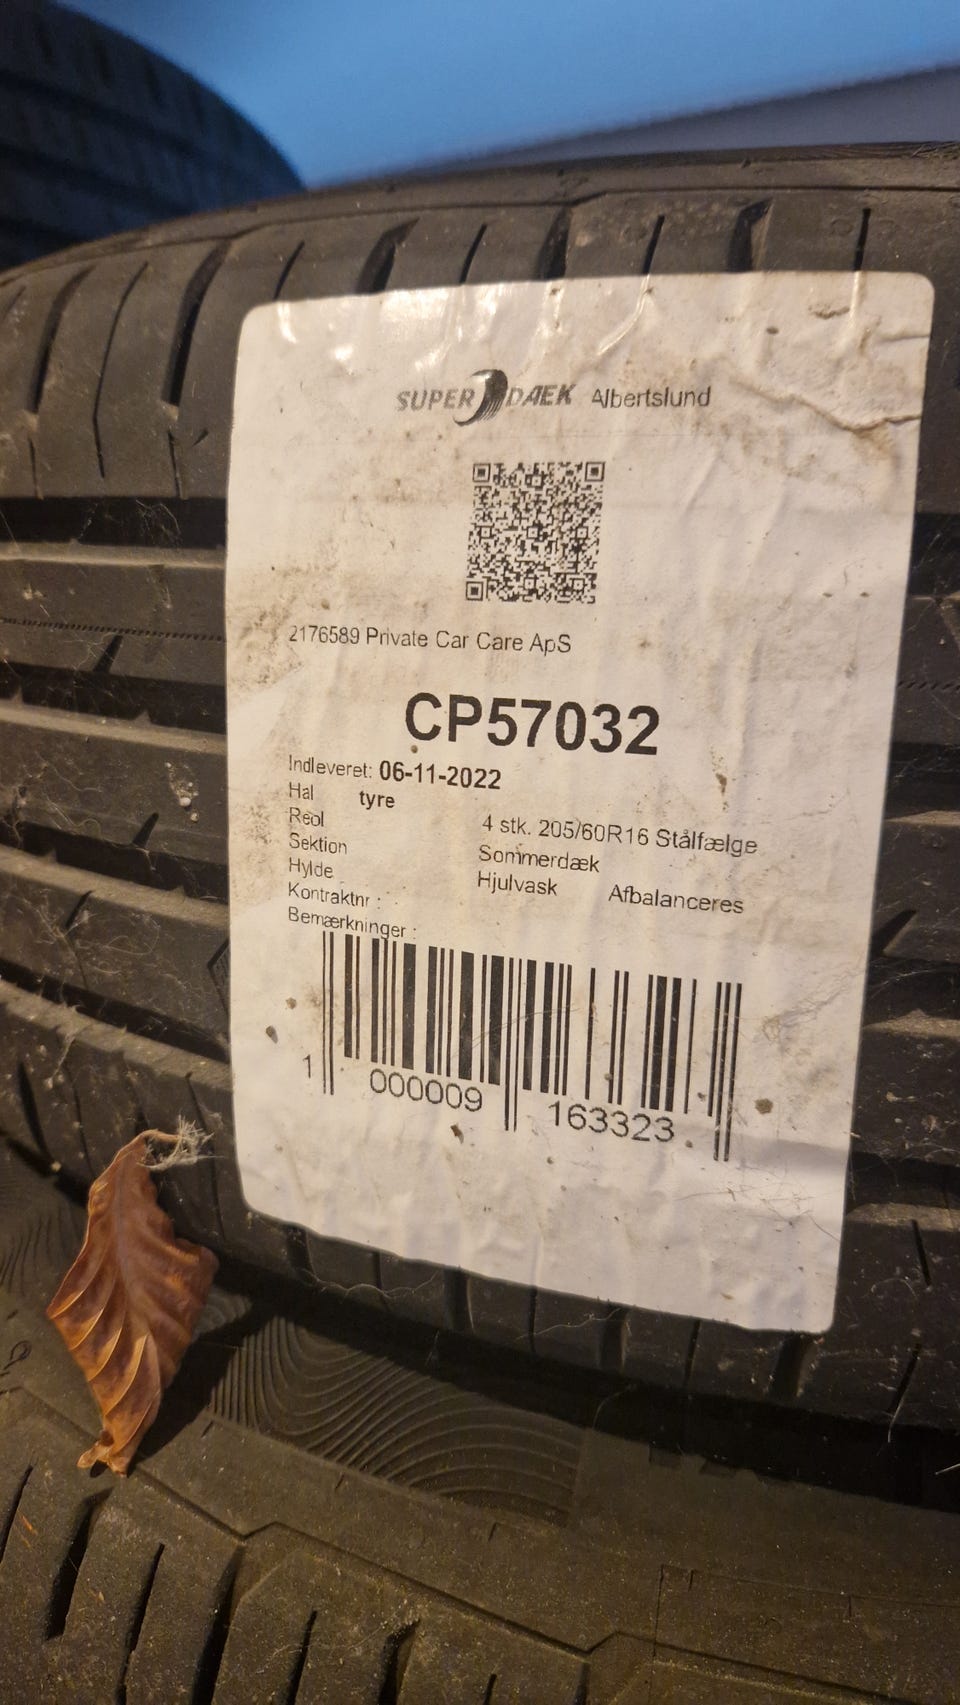 SUPER DÆK Albertslund
2176589 Private Car Care ApS
CP57032
Indleveret: 06-11-2022
Hal tyre
Reol 4 stk. 205/60R16 Stålfælge
Sektion Sommerdæk
Hylde Hjulvask Afbalanceres
Kontraktnr :
Bemærkninger :
1 000009 163323